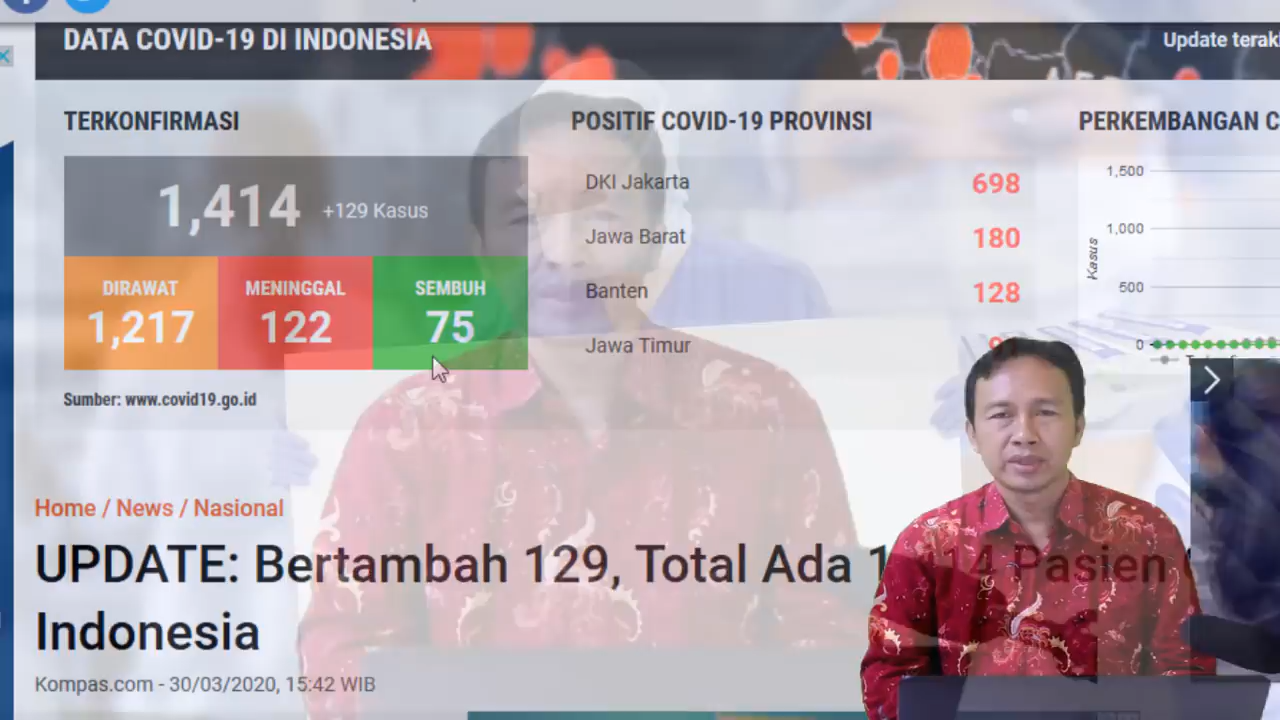 DATA COVID-19 DI INDONESIA
Update terak
TERKONFIRMASI
1,414 +129 Kasus
DIRAWAT
1,217
MENINGGAL
122
SEMBUH
75
Sumber: www.covid19.go.id
POSITIF COVID-19 PROVINSI
DKI Jakarta 698
Jawa Barat 180
Banten 128
Jawa Timur
PERKEMBANGAN C
1,500
1,000
500
0
Kasus
Home / News / Nasional
UPDATE: Bertambah 129, Total Ada Pasien
Indonesia
Kompas.com - 30/03/2020, 15:42 WIB